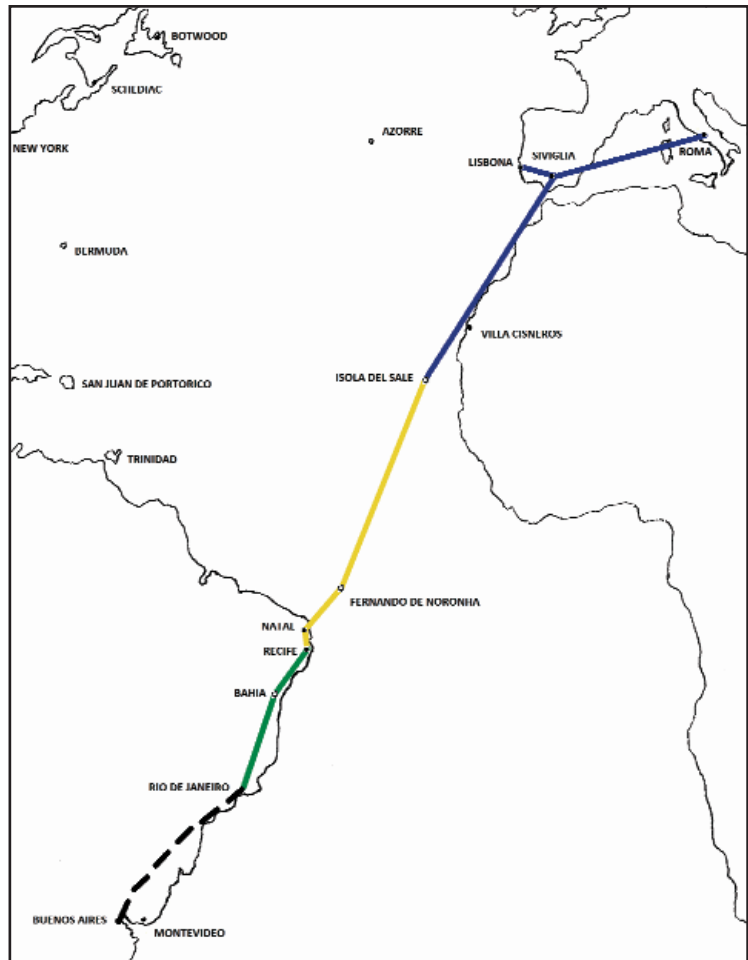 BOTWOOD
SCHEDIAC
NEW YORK
AZORRE
LISBONA
SIVIGLIA
ROMA
BERMUDA
VILLA CISNEROS
ISOLA DEL SALE
SAN JUAN DE PORTORICO
TRINIDAD
FERNANDO DE NORONHA
NATAL
RECIFE
BAHIA
RIO DE JANEIRO
BUENOS AIRES
MONTEVIDEO